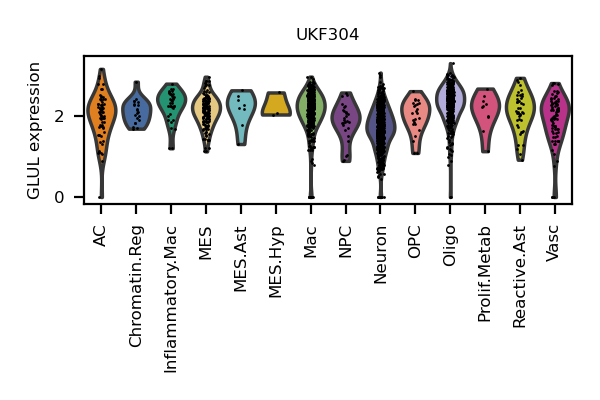 UKF304
GLUL expression
2
0
AC
Chromatin.Reg
Inflammatory.Mac
MES
MES.Ast
MES.Hyp
Mac
NPC
Neuron
OPC
Oligo
Prolif.Metab
Reactive.Ast
Vasc